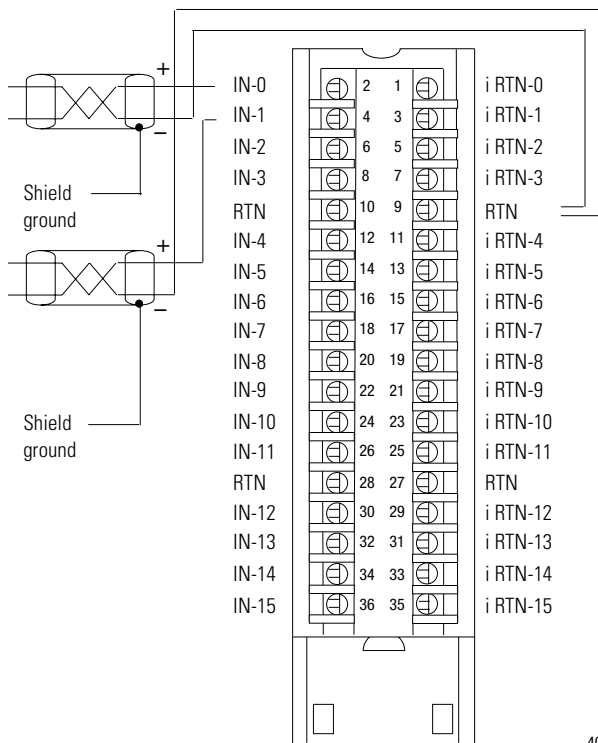 +
IN-0 2 1 i RTN-0
IN-1 4 3 i RTN-1
−
IN-2 6 5 i RTN-2
IN-3 8 7 i RTN-3
Shield
ground
RTN 10 9 RTN
IN-4 12 11 i RTN-4
+
IN-5 14 13 i RTN-5
IN-6 16 15 i RTN-6
−
IN-7 18 17 i RTN-7
IN-8 20 19 i RTN-8
IN-9 22 21 i RTN-9
Shield
ground
IN-10 24 23 i RTN-10
IN-11 26 25 i RTN-11
RTN 28 27 RTN
IN-12 30 29 i RTN-12
IN-13 32 31 i RTN-13
IN-14 34 33 i RTN-14
IN-15 36 35 i RTN-15